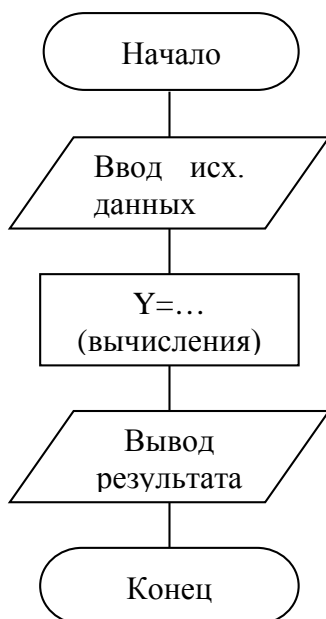 Начало
Ввод исх.
данных
Y=…
(вычисления)
Вывод
результата
Конец